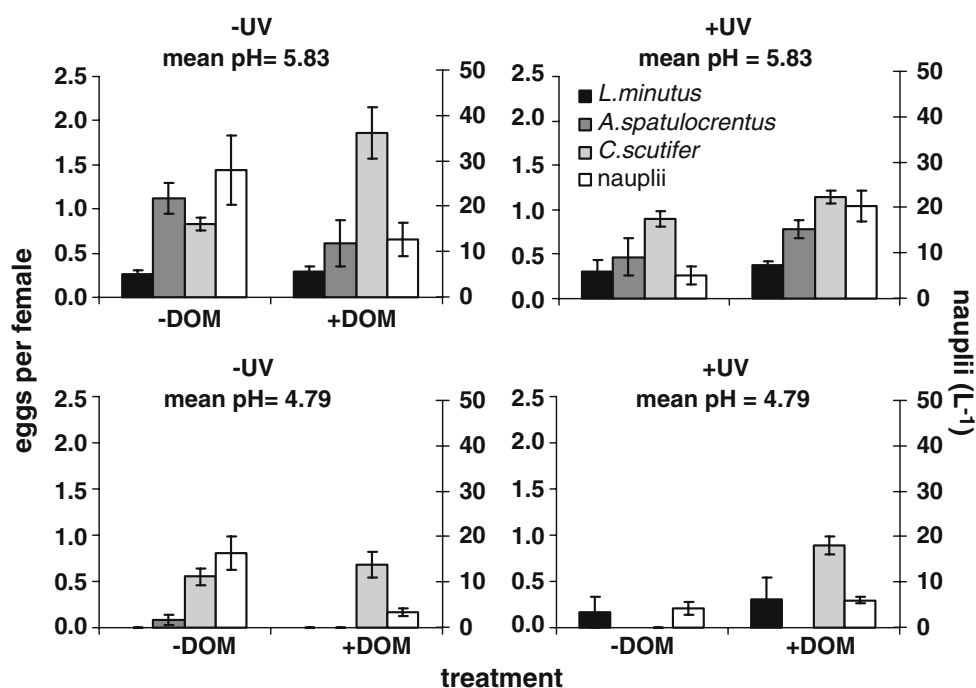 -UV
mean pH= 5.83
2.5
2.0
1.5
1.0
0.5
0.0
50
40
30
20
10
0
-DOM
+DOM
+UV
mean pH = 5.83
2.5
2.0
1.5
1.0
0.5
0.0
L.minutus
A.spatulocrentus
C.scutifer
nauplii
50
40
30
20
10
0
-DOM
+DOM
eggs per female
nauplii (L-1)
-UV
mean pH= 4.79
2.5
2.0
1.5
1.0
0.5
0.0
50
40
30
20
10
0
-DOM
+DOM
+UV
mean pH = 4.79
2.5
2.0
1.5
1.0
0.5
0.0
50
40
30
20
10
0
-DOM
+DOM
treatment